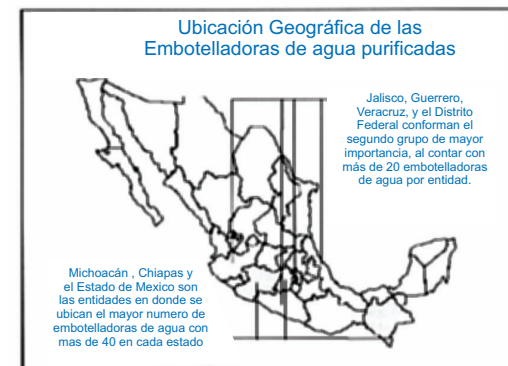 Ubicación Geográfica de las
Embotelladoras de agua purificadas
Jalisco, Guerrero,
Veracruz, y el Distrito
Federal conforman el
segundo grupo de mayor
importancia, al contar con
más de 20 embotelladoras
de agua por entidad.
Michoacán , Chiapas y
el Estado de Mexico son
las entidades en donde se
ubican el mayor numero de
embotelladoras de agua con
mas de 40 en cada estado